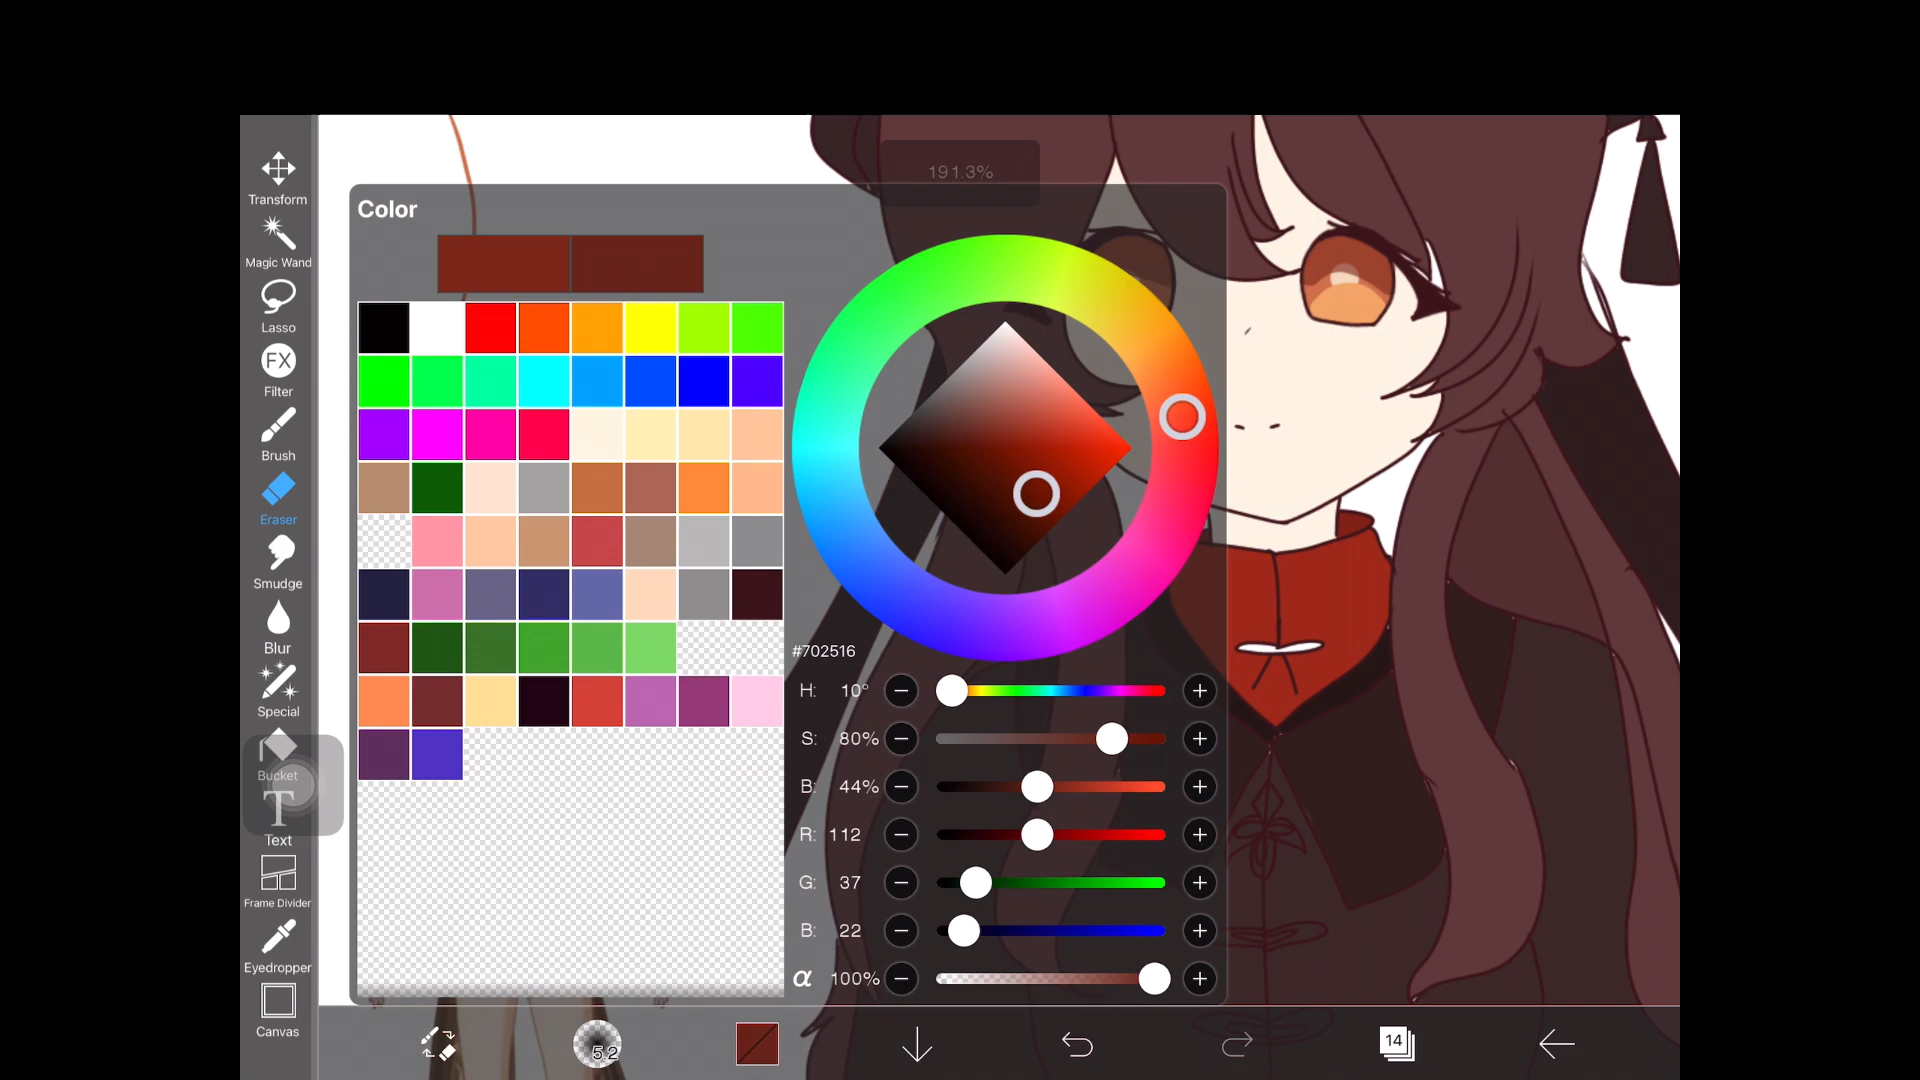 191.3%
Color
Transform
Magic Wand
Lasso
FX
Filter
Brush
Eraser
Smudge
Blur
Special
Bucket
T
Text
Frame Divider
Eyedropper
Canvas
#702516
H: 10°
S: 80%
B: 44%
R: 112
G: 37
B: 22
α 100%
5.2
14